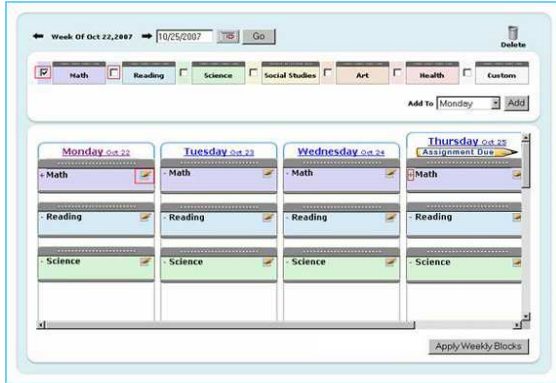 Week Of Oct 22,2007 10/25/2007 Go
Delete
Math Reading Science Social Studies Art Health Custom
Add To Monday Add
Monday Oct 22 Tuesday Oct 23 Wednesday Oct 24 Thursday Oct 25
Assignment Due
+ Math - Math - Math + Math
- Reading - Reading - Reading - Reading
- Science - Science - Science - Science
Apply Weekly Blocks